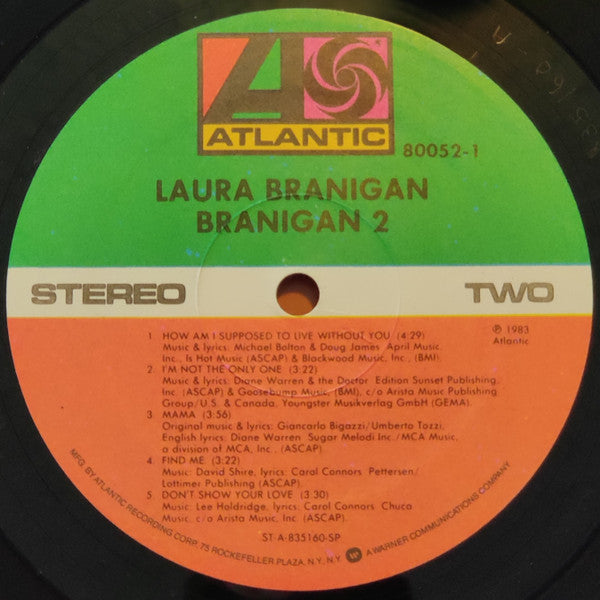 ATLANTIC
80052-1
LAURA BRANIGAN
BRANIGAN 2
STEREO
TWO
1 HOW AM I SUPPOSED TO LIVE WITHOUT YOU (4:29)
Music & lyrics: Michael Bolton & Doug James April Music,
Inc., Is Hot Music (ASCAP) & Blackwood Music, Inc., (BMI).
2. I'M NOT THE ONLY ONE (3:22)
Music & lyrics: Diane Warren & the Doctor Edition Sunset Publishing,
Inc. (ASCAP) & Goosebump Music, (BMI), c/o Arista Music Publishing
Group, U.S. & Canada, Youngster Musikverlag GmbH (GEMA).
3. MAMA (3:56)
Original music & lyrics: Giancarlo Bigazzi/Umberto Tozzi,
English lyrics: Diane Warren Sugar Melodi Inc./MCA Music,
a division of MCA, Inc., (ASCAP).
4 FIND ME (3:22)
Music: David Shire, lyrics: Carol Connors Pettersen/
Lottimer Publishing (ASCAP).
5 DON'T SHOW YOUR LOVE (3:30)
Music: Lee Holdridge, lyrics: Carol Connors Chuca
Music, c/o Arista Music, Inc. (ASCAP).
℗ 1983
Atlantic
ST-A-835160-SP
MFG. BY ATLANTIC RECORDING CORP. 75 ROCKEFELLER PLAZA, N.Y., N.Y. A WARNER COMMUNICATIONS COMPANY